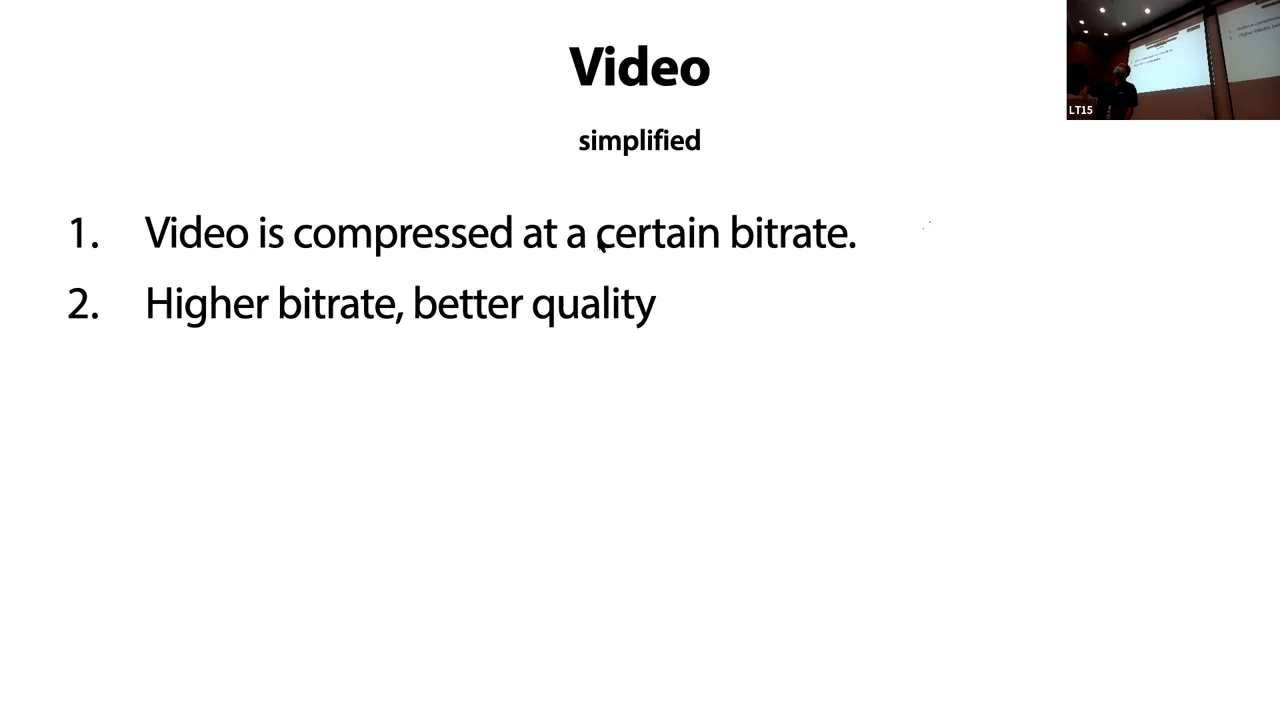 Video
simplified
1. Video is compressed at a certain bitrate.
2. Higher bitrate, better quality
LT15